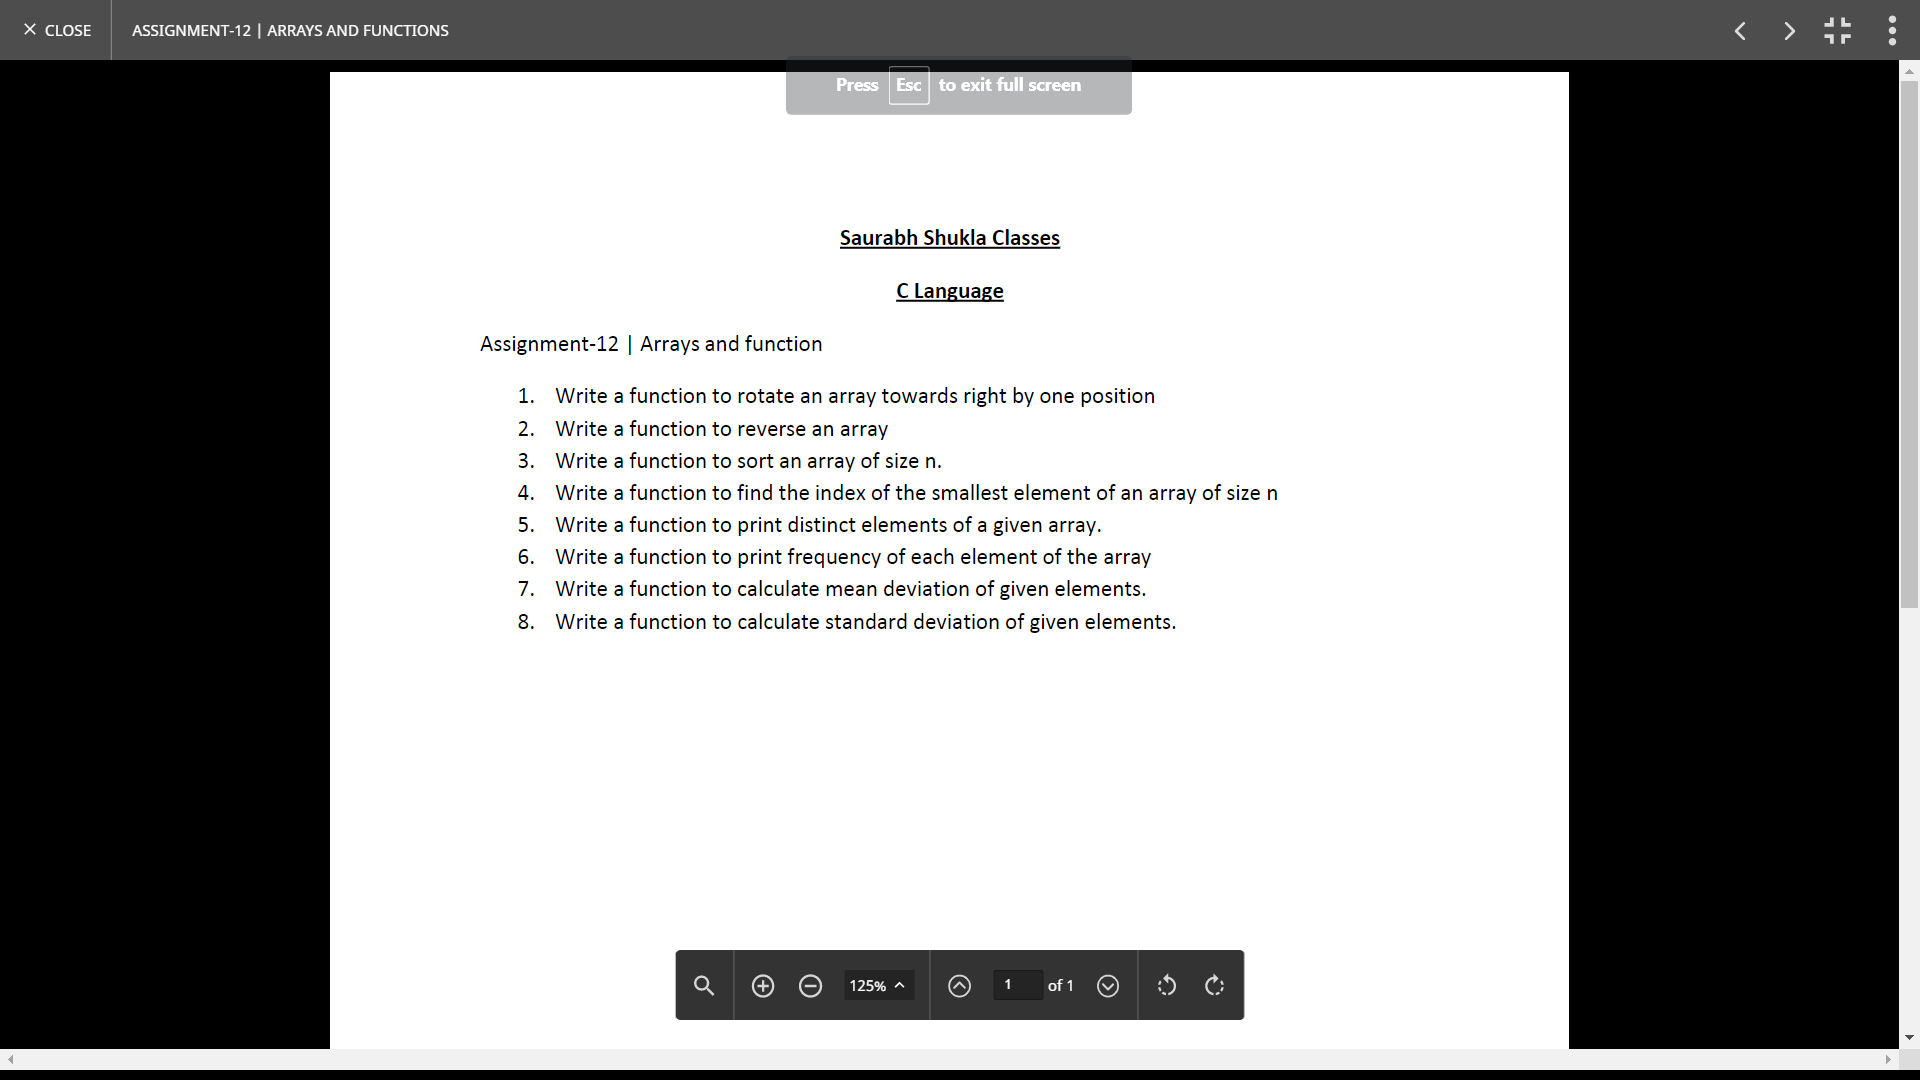 CLOSE
ASSIGNMENT-12 | ARRAYS AND FUNCTIONS
Press Esc to exit full screen
Saurabh Shukla Classes
C Language
Assignment-12 | Arrays and function
1. Write a function to rotate an array towards right by one position
2. Write a function to reverse an array
3. Write a function to sort an array of size n.
4. Write a function to find the index of the smallest element of an array of size n
5. Write a function to print distinct elements of a given array.
6. Write a function to print frequency of each element of the array
7. Write a function to calculate mean deviation of given elements.
8. Write a function to calculate standard deviation of given elements.
125% 1 of 1